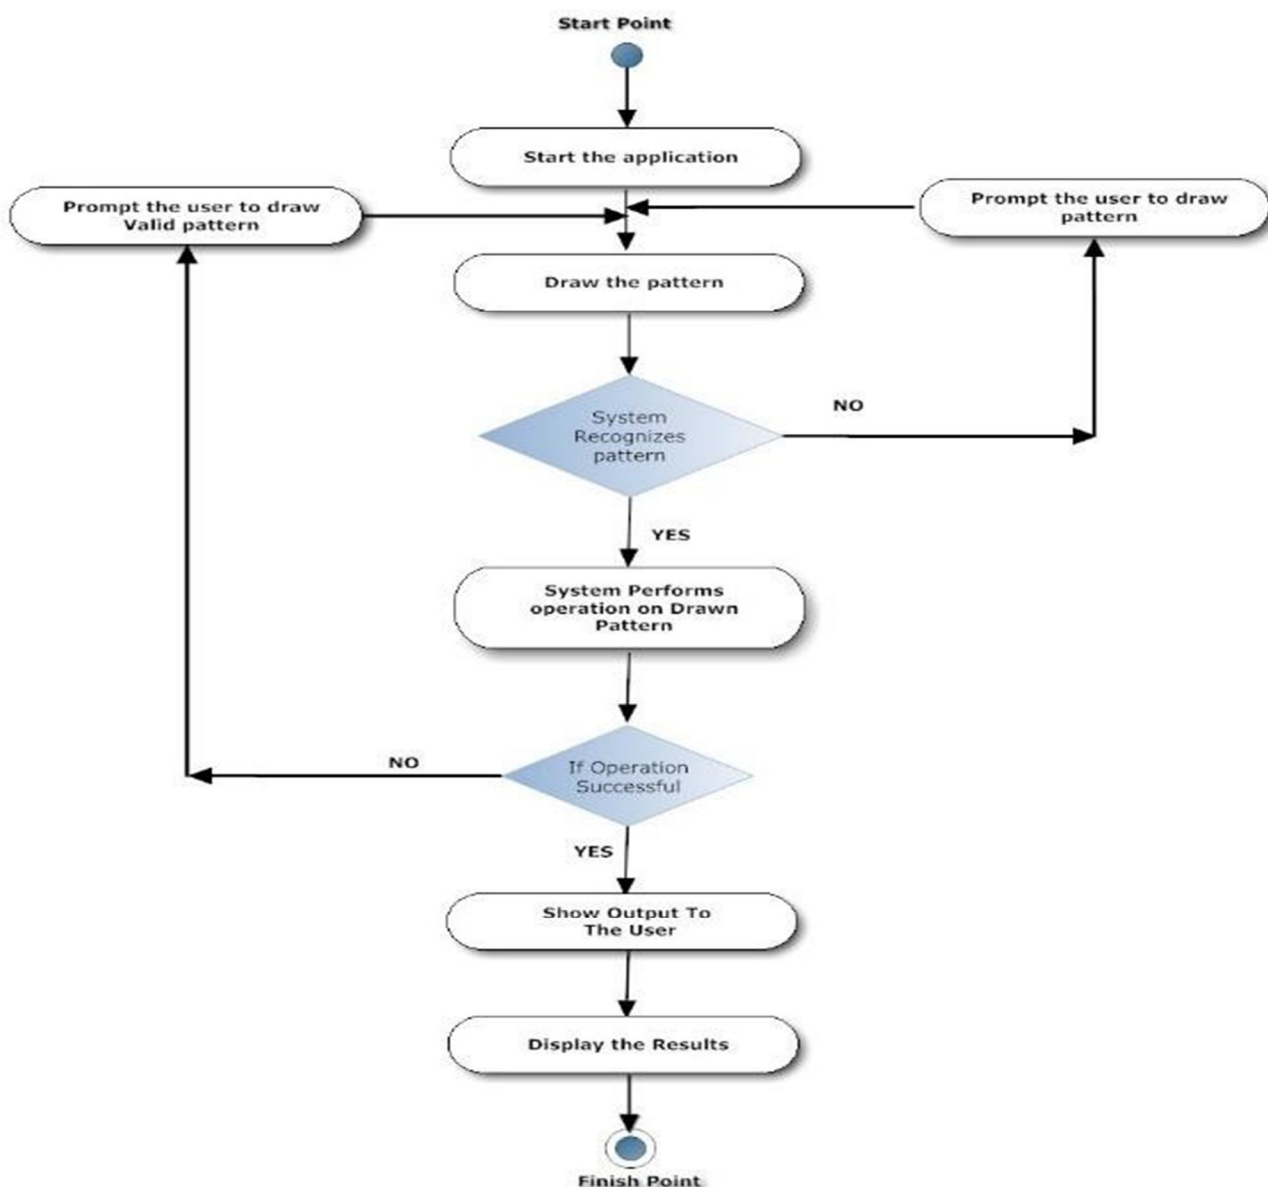 Start Point
Start the application
Prompt the user to draw
Valid pattern
Prompt the user to draw
pattern
Draw the pattern
System
Recognizes
pattern
NO
YES
System Performs
operation on Drawn
Pattern
If Operation
Successful
NO
YES
Show Output To
The User
Display the Results
Finish Point